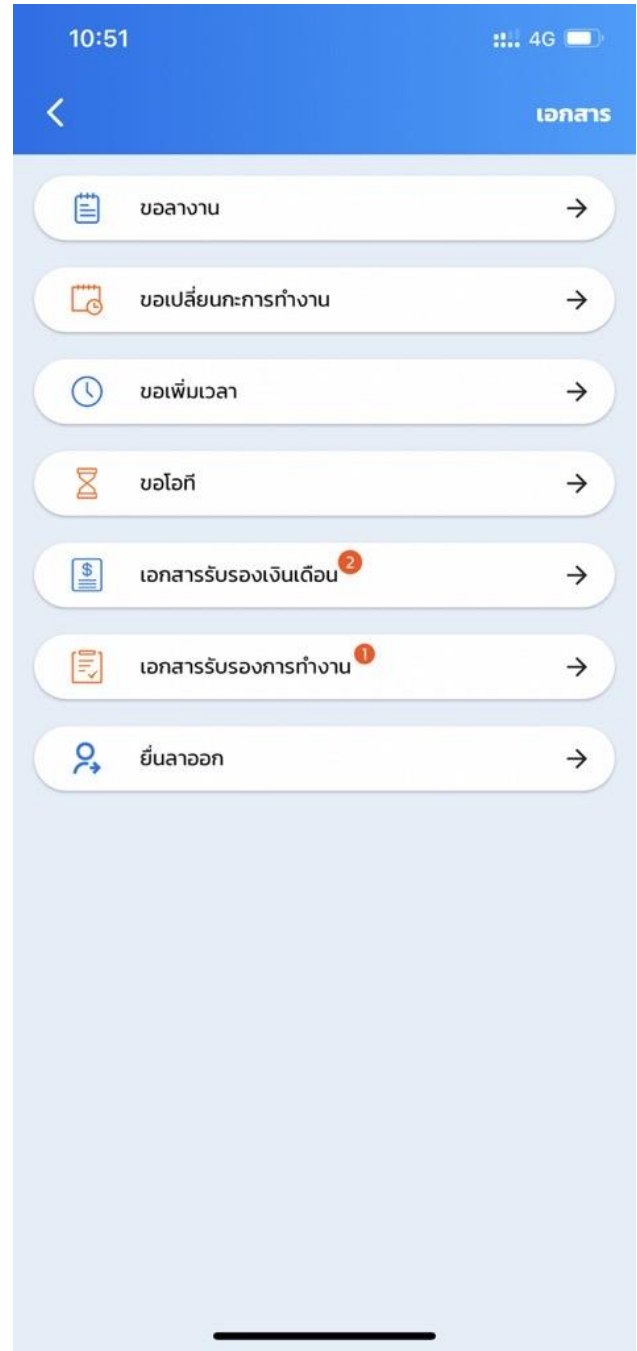 10:51
4G
เอกสาร
ขอลางาน
ขอเปลี่ยนกะการทำงาน
ขอเพิ่มเวลา
ขอโอที
เอกสารรับรองเงินเดือน 2
เอกสารรับรองการทำงาน 1
ยื่นลาออก